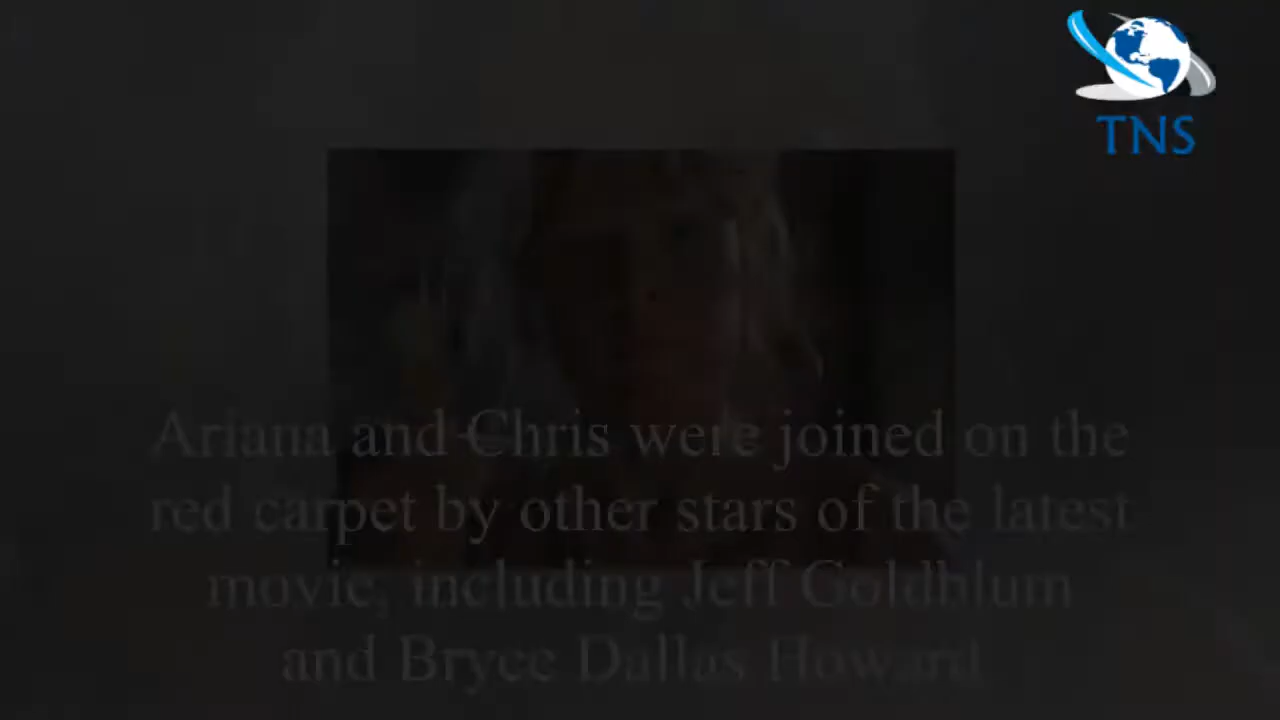 TNS
Ariana and Chris were joined on the
red carpet by other stars of the latest
movie, including Jeff Goldblum
and Bryce Dallas Howard